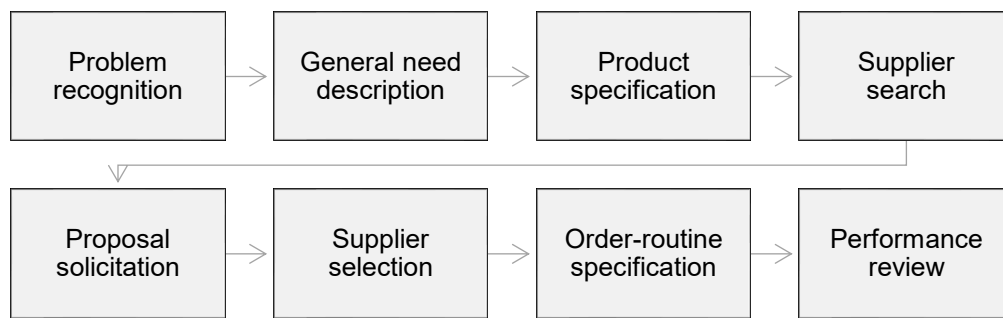 Problem
recognition
General need
description
Product
specification
Supplier
search
Proposal
solicitation
Supplier
selection
Order-routine
specification
Performance
review